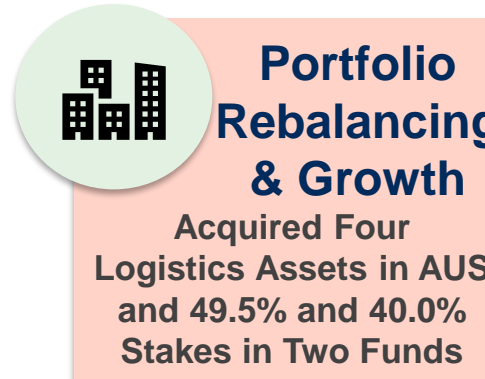 Portfolio
Rebalancing
& Growth
Acquired Four
Logistics Assets in AUS
and 49.5% and 40.0%
Stakes in Two Funds